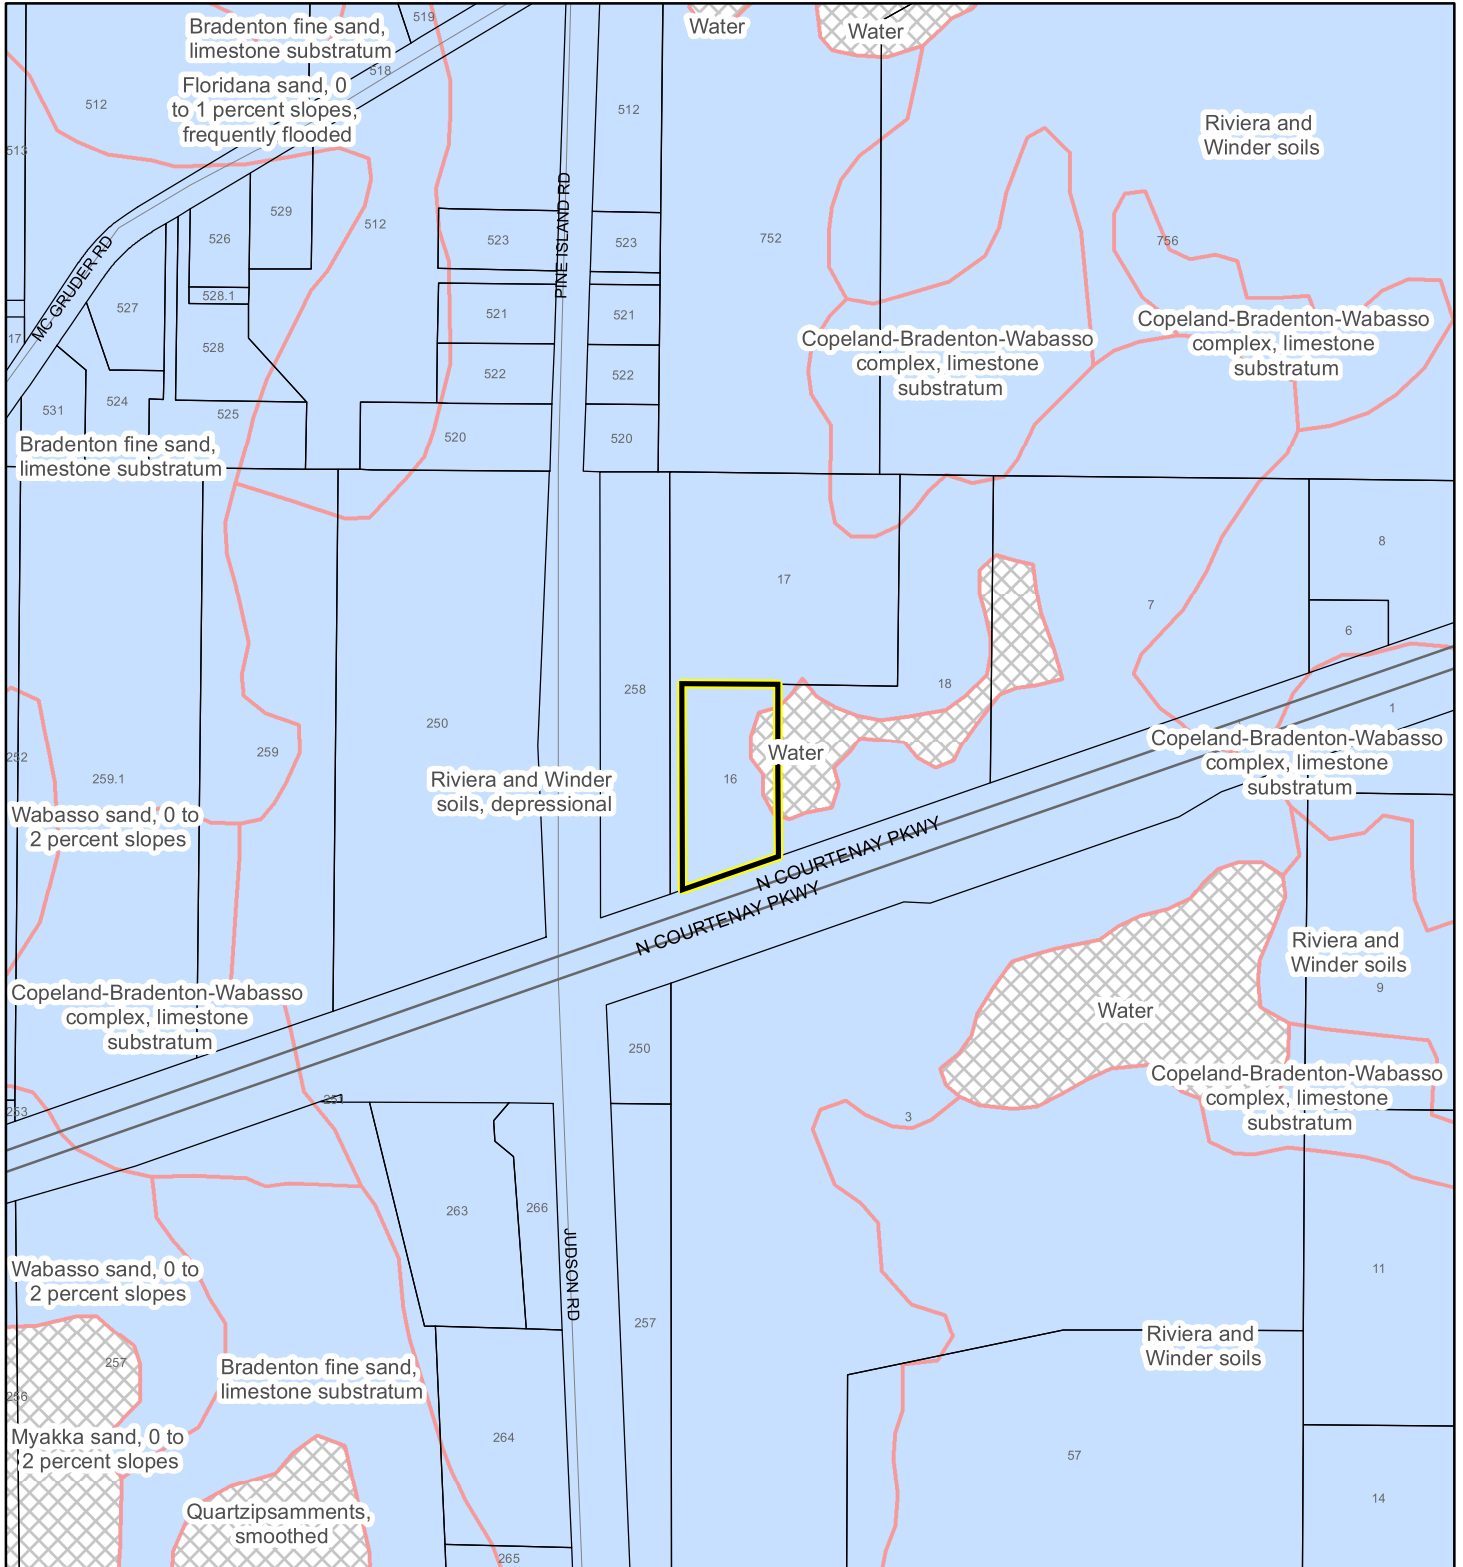 Bradenton fine sand,
limestone substratum
519
Water
Water
518
Floridana sand, 0
to 1 percent slopes,
frequently flooded
512
512
Riviera and
Winder soils
513
529
526
512
523
523
752
756
PINE ISLAND RD
MC GRUDER RD
528.1
527
521
521
17
528
Copeland-Bradenton-Wabasso
complex, limestone
substratum
Copeland-Bradenton-Wabasso
complex, limestone
substratum
522
522
531
524
525
520
520
Bradenton fine sand,
limestone substratum
8
17
7
6
258
18
1
250
259
252
259.1
16
Water
Riviera and Winder
soils, depressional
Copeland-Bradenton-Wabasso
complex, limestone
substratum
Wabasso sand, 0 to
2 percent slopes
N COURTENAY PKWY
N COURTENAY PKWY
Riviera and
Winder soils
9
Copeland-Bradenton-Wabasso
complex, limestone
substratum
Water
250
Copeland-Bradenton-Wabasso
complex, limestone
substratum
251
253
3
263
266
JUDSON RD
Wabasso sand, 0 to
2 percent slopes
11
257
Riviera and
Winder soils
257
Bradenton fine sand,
limestone substratum
256
Myakka sand, 0 to
2 percent slopes
264
57
14
Quartzipsamments,
smoothed
265